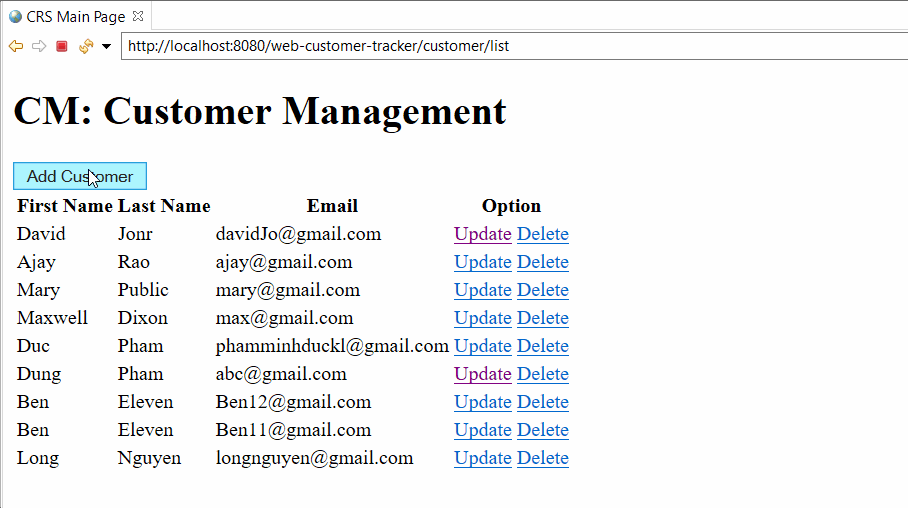 CRS Main Page
http://localhost:8080/web-customer-tracker/customer/list
CM: Customer Management
Add Customer
First Name Last Name Email Option
David Jonr davidJo@gmail.com Update Delete
Ajay Rao ajay@gmail.com Update Delete
Mary Public mary@gmail.com Update Delete
Maxwell Dixon max@gmail.com Update Delete
Duc Pham phamminhduckl@gmail.com Update Delete
Dung Pham abc@gmail.com Update Delete
Ben Eleven Ben12@gmail.com Update Delete
Ben Eleven Ben11@gmail.com Update Delete
Long Nguyen longnguyen@gmail.com Update Delete